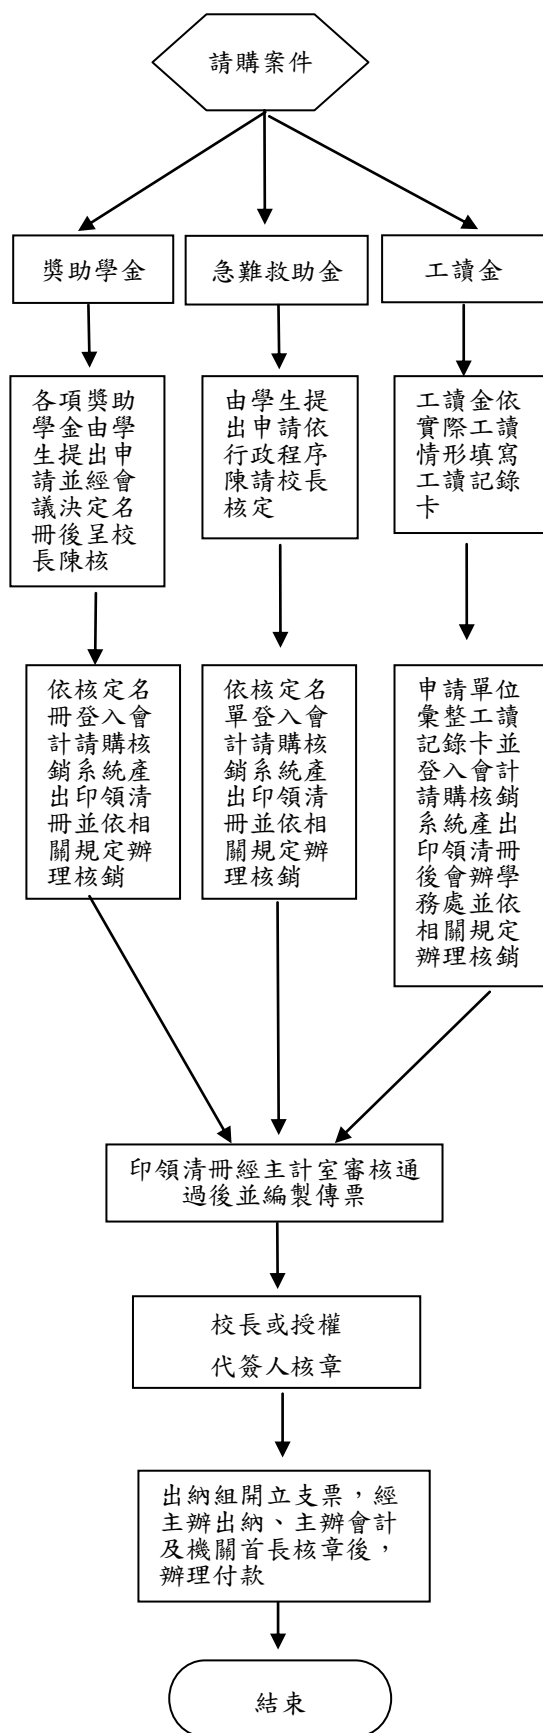 請購案件
獎助學金
急難救助金
工讀金
各項獎助
學金由學
生提出申
請並經會
議決定名
冊後呈校
長陳核
由學生提
出申請依
行政程序
陳請校長
核定
工讀金依
實際工讀
情形填寫
工讀記錄
卡
依核定名
冊登入會
計請購核
銷系統產
出印領清
冊並依相
關規定辦
理核銷
依核定名
單登入會
計請購核
銷系統產
出印領清
冊並依相
關規定辦
理核銷
申請單位
彙整工讀
記錄卡並
登入會計
請購核銷
系統產出
印領清冊
後會辦學
務處並依
相關規定
辦理核銷
印領清冊經主計室審核通
過後並編製傳票
校長或授權
代簽人核章
出納組開立支票，經
主辦出納、主辦會計
及機關首長核章後，
辦理付款
結束